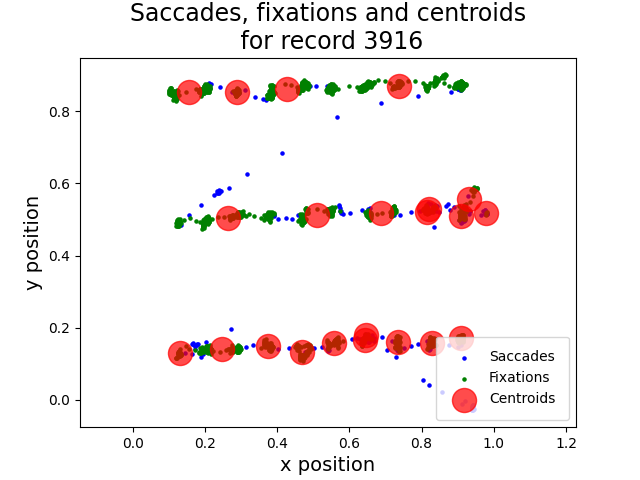 Saccades, fixations and centroids
for record 3916
y position
0.8
0.6
0.4
0.2
0.0
Saccades
Fixations
Centroids
0.0 0.2 0.4 0.6 0.8 1.0 1.2
x position